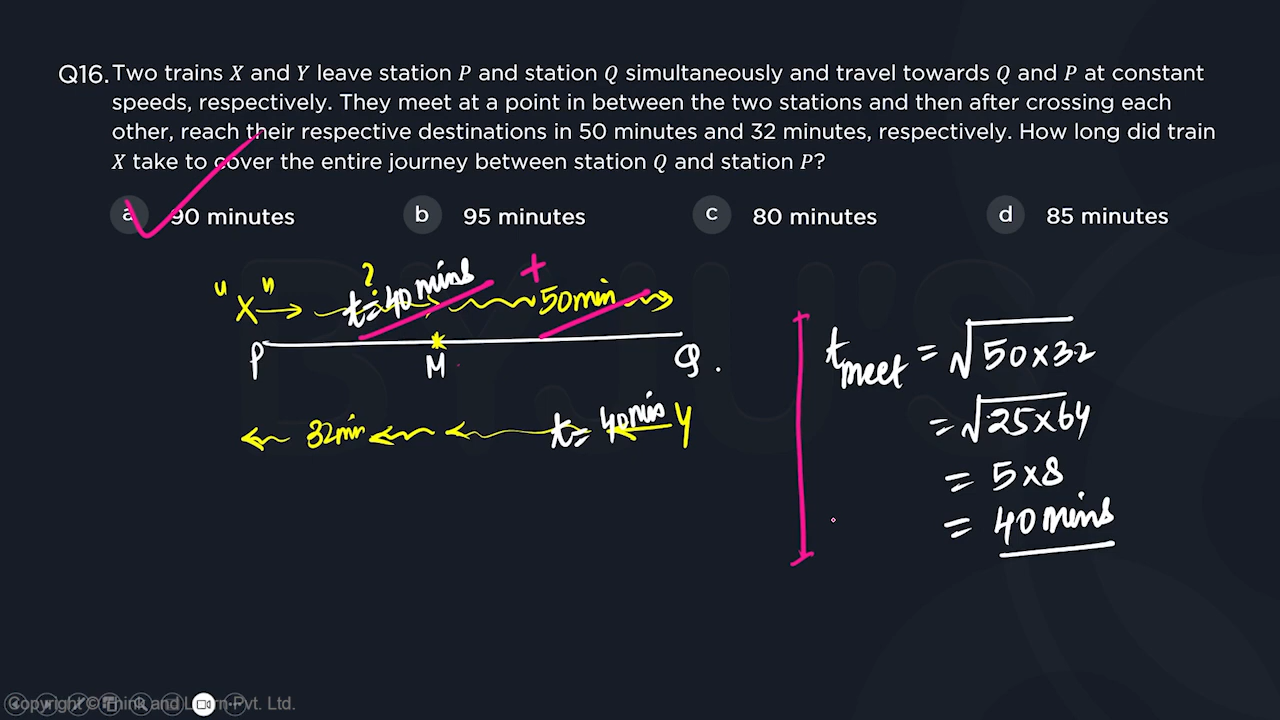 Q16. Two trains X and Y leave station P and station Q simultaneously and travel towards Q and P at constant
speeds, respectively. They meet at a point in between the two stations and then after crossing each
other, reach their respective destinations in 50 minutes and 32 minutes, respectively. How long did train
X take to cover the entire journey between station Q and station P?
a 90 minutes b 95 minutes c 80 minutes d 85 minutes
"X" ? t= 40 mins + 50min
P M Q .
32min t= 40 mins Y
t meet = √50×32
= √25×64
= 5×8
= 40 mins
BYJU'S
Copyright © Think and Learn Pvt. Ltd.